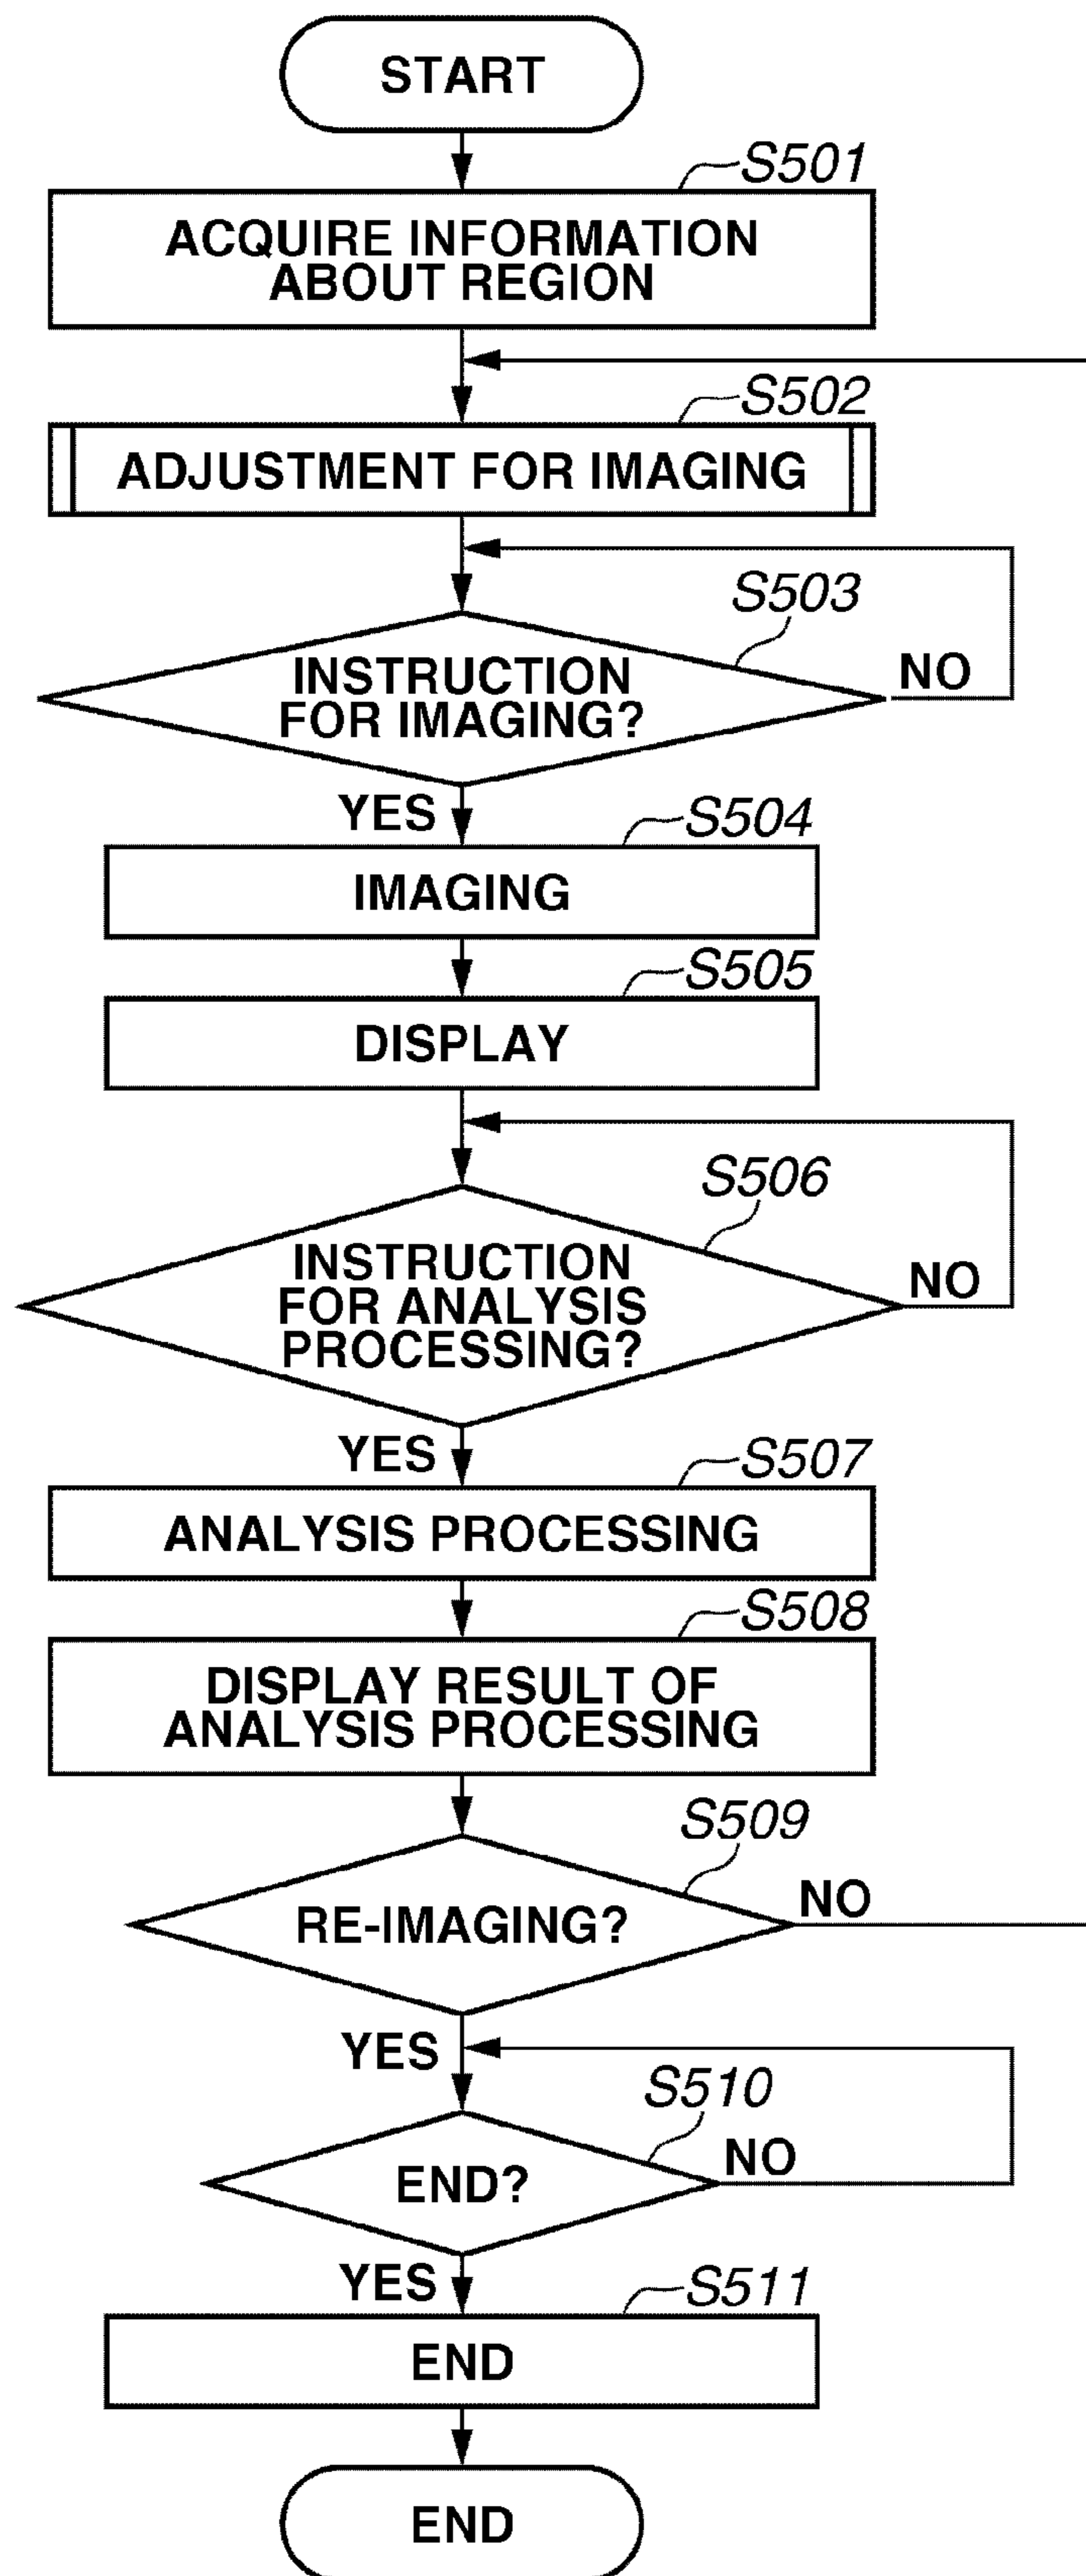 START
S501
ACQUIRE INFORMATION
ABOUT REGION
S502
ADJUSTMENT FOR IMAGING
S503
INSTRUCTION
FOR IMAGING?
NO
YES
S504
IMAGING
S505
DISPLAY
S506
INSTRUCTION
FOR ANALYSIS
PROCESSING?
NO
YES
S507
ANALYSIS PROCESSING
S508
DISPLAY RESULT OF
ANALYSIS PROCESSING
S509
RE-IMAGING?
NO
YES
S510
END?
NO
YES
S511
END
END